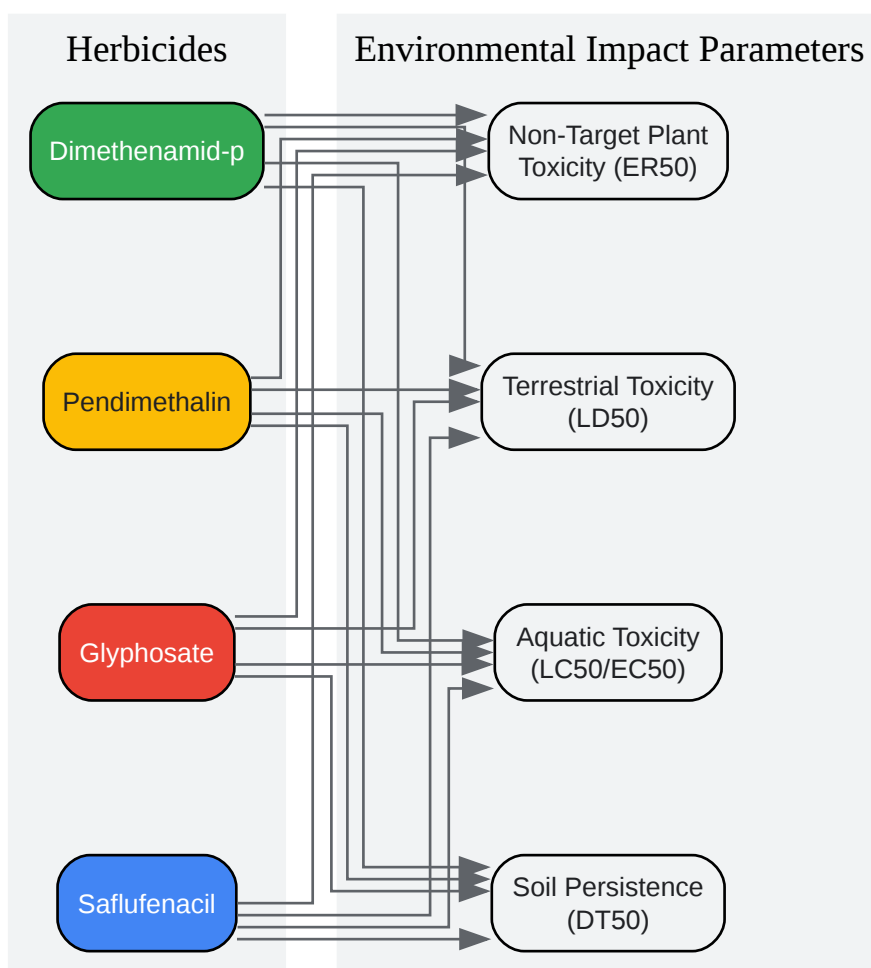 Herbicides
Environmental Impact Parameters
Dimethenamid-p
Non-Target Plant
Toxicity (ER50)
Pendimethalin
Terrestrial Toxicity
(LD50)
Glyphosate
Aquatic Toxicity
(LC50/EC50)
Saflufenacil
Soil Persistence
(DT50)